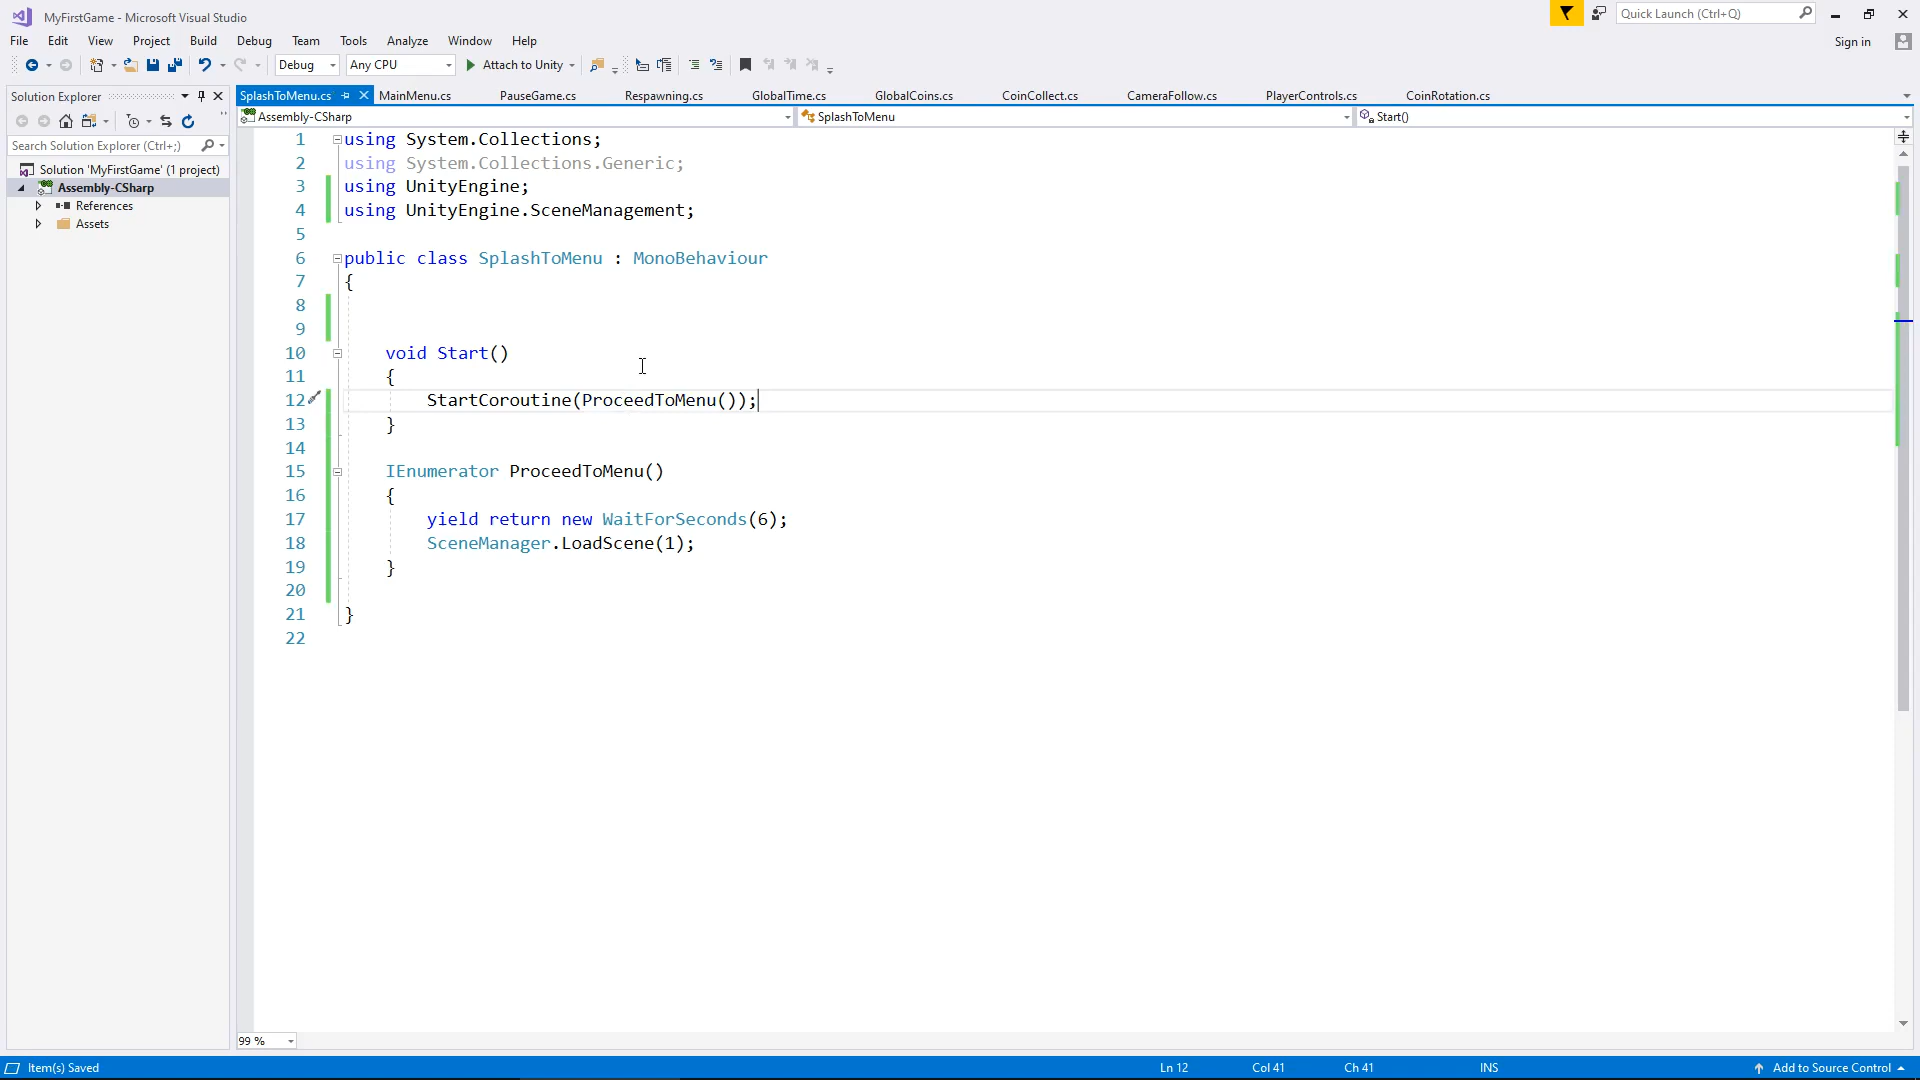 MyFirstGame - Microsoft Visual Studio
Quick Launch (Ctrl+Q)
File Edit View Project Build Debug Team Tools Analyze Window Help
Sign in
Debug Any CPU Attach to Unity
Solution Explorer
SplashToMenu.cs MainMenu.cs PauseGame.cs Respawning.cs GlobalTime.cs GlobalCoins.cs CoinCollect.cs CameraFollow.cs PlayerControls.cs CoinRotation.cs
Assembly-CSharp SplashToMenu Start()
Search Solution Explorer (Ctrl+;)
Solution 'MyFirstGame' (1 project)
Assembly-CSharp
References
Assets
1 using System.Collections;
2 using System.Collections.Generic;
3 using UnityEngine;
4 using UnityEngine.SceneManagement;
5
6 public class SplashToMenu : MonoBehaviour
7 {
8
9
10 void Start()
11 {
12 StartCoroutine(ProceedToMenu());
13 }
14
15 IEnumerator ProceedToMenu()
16 {
17 yield return new WaitForSeconds(6);
18 SceneManager.LoadScene(1);
19 }
20
21 }
22
99 %
Item(s) Saved Ln 12 Col 41 Ch 41 INS Add to Source Control